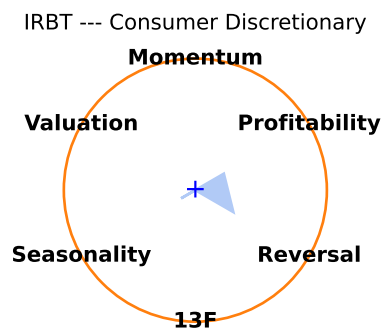 IRBT --- Consumer Discretionary
Momentum
Valuation
Profitability
Seasonality
Reversal
13F